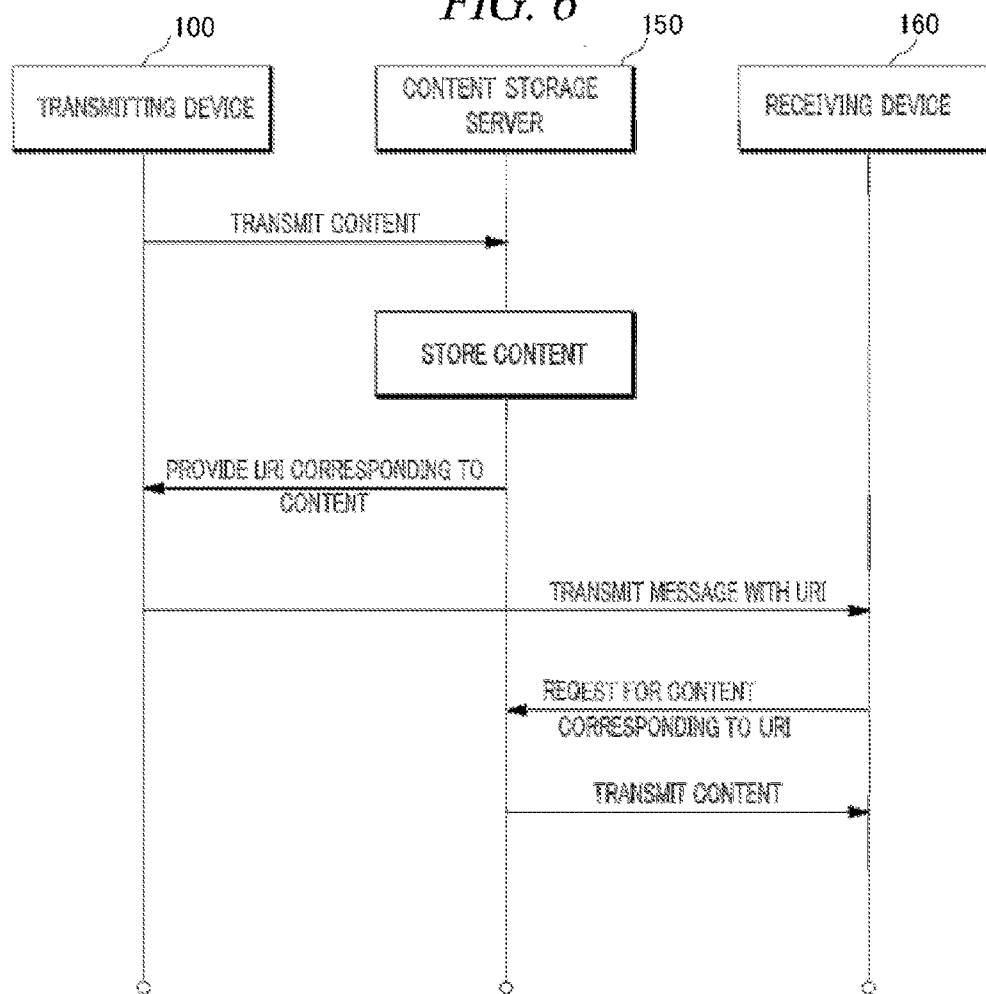 FIG. 6
100
150
160
TRANSMITTING DEVICE
CONTENT STORAGE
SERVER
RECEIVING DEVICE
TRANSMIT CONTENT
STORE CONTENT
PROVIDE URI CORRESPONDING TO
CONTENT
TRANSMIT MESSAGE WITH URI
REQEST FOR CONTENT
CORRESPONDING TO URI
TRANSMIT CONTENT